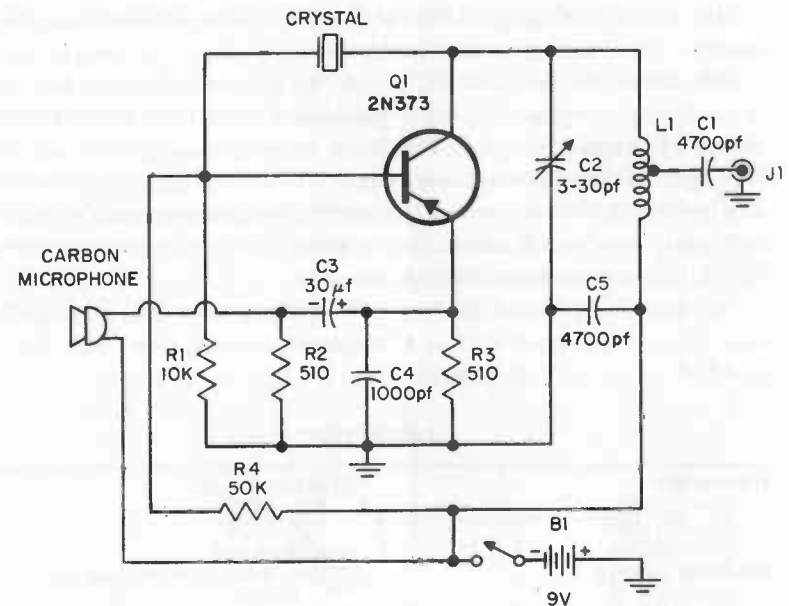 CRYSTAL
Q1
2N373
L1
C1
4700pf
J1
C2
3-30pf
CARBON
MICROPHONE
C3
30μf
- +
C5
4700pf
R1
10K
R2
510
C4
1000pf
R3
510
R4
50K
B1
- +
9V